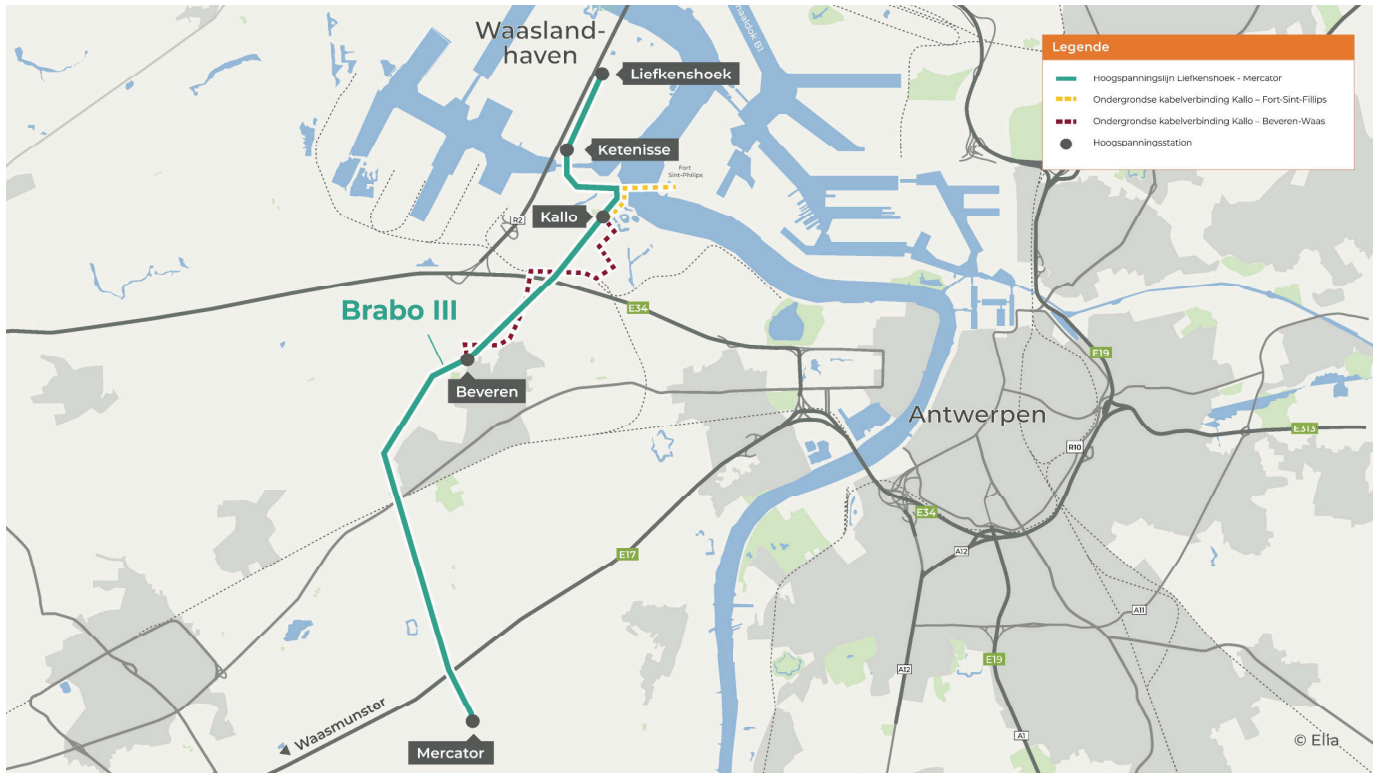 Waasland-
haven
Liefkenshoek
Ketenisse
Fort
Sint-Philips
Kallo
R2
E34
Brabo III
Beveren
Antwerpen
E19
E313
R10
E34
A12
E17
A11
A12
E19
A1
Waasmunster
Mercator
© Elia
Legende
Hoogspanningslijn Liefkenshoek - Mercator
Ondergrondse kabelverbinding Kallo – Fort-Sint-Fillips
Ondergrondse kabelverbinding Kallo – Beveren-Waas
Hoogspanningsstation